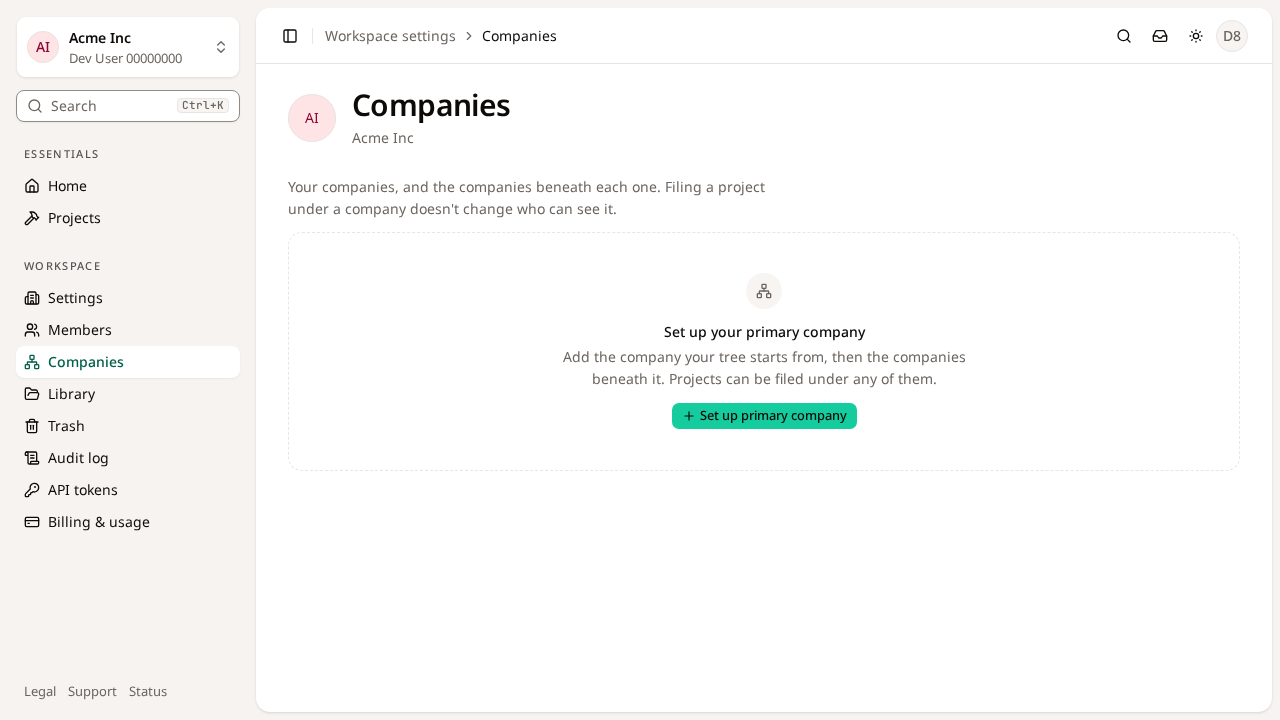 AI
Acme Inc
Dev User 00000000
Search
Ctrl+K
ESSENTIALS
Home
Projects
WORKSPACE
Settings
Members
Companies
Library
Trash
Audit log
API tokens
Billing & usage
Legal Support Status
Workspace settings > Companies
D8
AI
Companies
Acme Inc
Your companies, and the companies beneath each one. Filing a project
under a company doesn't change who can see it.
Set up your primary company
Add the company your tree starts from, then the companies
beneath it. Projects can be filed under any of them.
Set up primary company